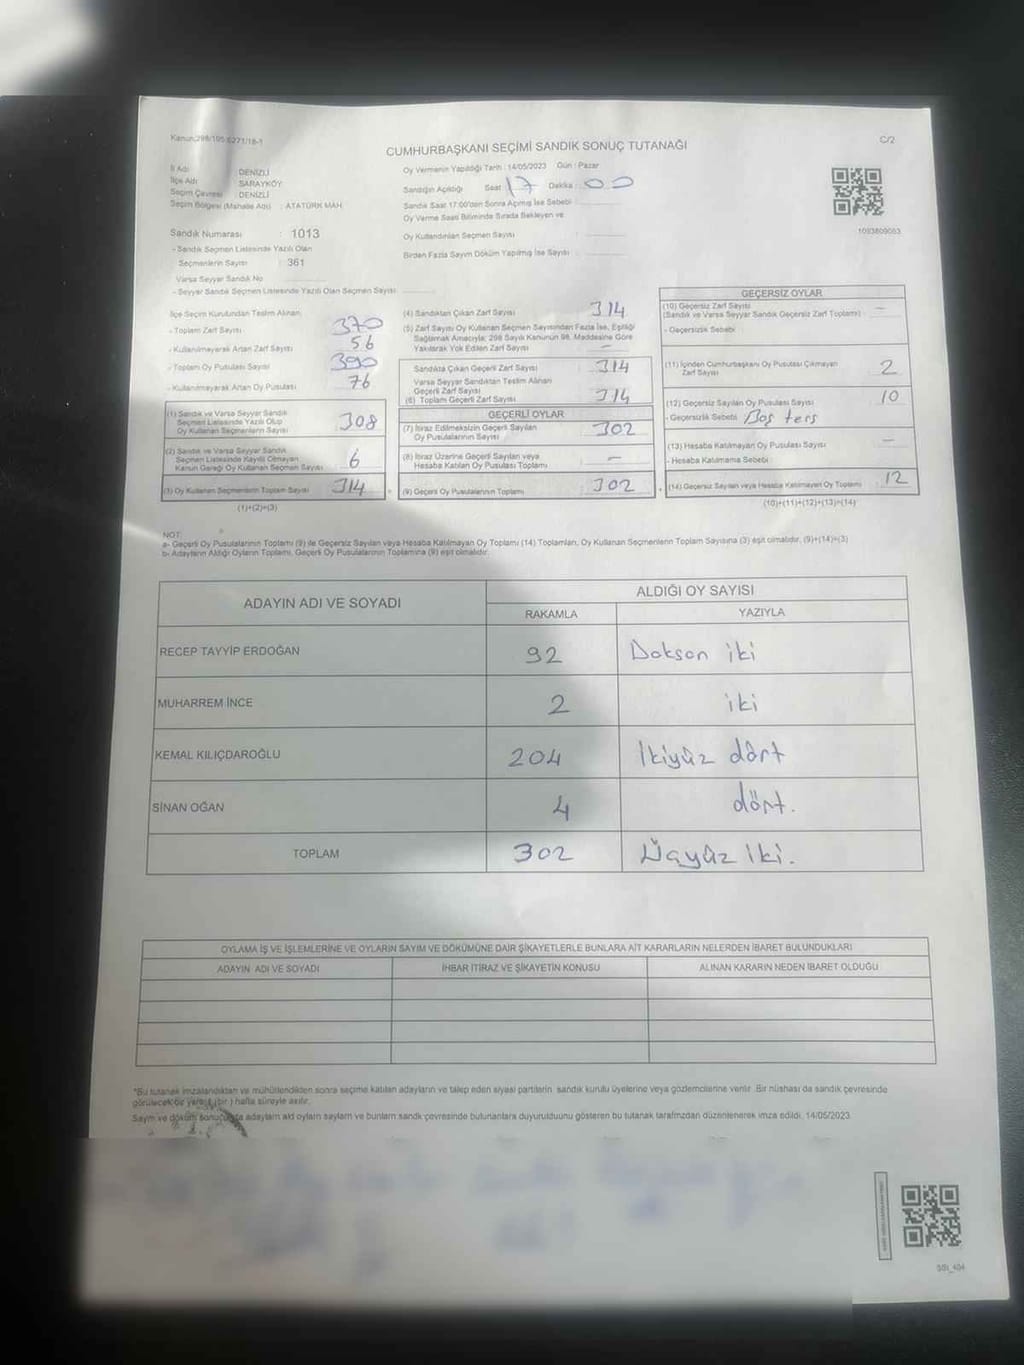 Kanun:298/105 6271/18-1
C/2
CUMHURBAŞKANI SEÇİMİ SANDIK SONUÇ TUTANAĞI
İl Adı : DENİZLİ
İlçe Adı : SARAYKÖY
Seçim Çevresi : DENİZLİ
Seçim Bölgesi (Mahalle Adı) : ATATÜRK MAH.
Sandık Numarası : 1013
- Sandık Seçmen Listesinde Yazılı Olan
Seçmenlerin Sayısı : 361
Varsa Seyyar Sandık No
- Seyyar Sandık Seçmen Listesinde Yazılı Olan Seçmen Sayısı
Oy Vermenin Yapıldığı Tarih : 14/05/2023 Gün : Pazar
Sandığın Açıldığı Saat 17 Dakika : 00
Sandık Saat 17:00'den Sonra Açılmış İse Sebebi
Oy Verme Saati Bitiminde Sırada Bekleyen ve
Oy Kullandırılan Seçmen Sayısı
Birden Fazla Sayım Döküm Yapılmış İse Sayısı
1093809083
İlçe Seçim Kurulundan Teslim Alınan;
- Toplam Zarf Sayısı 370
- Kullanılmayarak Artan Zarf Sayısı 56
- Toplam Oy Pusulası Sayısı 390
- Kullanılmayarak Artan Oy Pusulası 76
(1) Sandık ve Varsa Seyyar Sandık
Seçmen Listesinde Yazılı Olup
Oy Kullanan Seçmenlerin Sayısı 308
(2) Sandık ve Varsa Seyyar Sandık
Seçmen Listesinde Kayıtlı Olmayan
Kanun Gereği Oy Kullanan Seçmen Sayısı 6
(3) Oy Kullanan Seçmenlerin Toplam Sayısı 314
(1)+(2)=(3)
(4) Sandıktan Çıkan Zarf Sayısı 314
(5) Zarf Sayısı Oy Kullanan Seçmen Sayısından Fazla İse, Eşitliği
Sağlamak Amacıyla; 298 Sayılı Kanunun 98. Maddesine Göre
Yakılarak Yok Edilen Zarf Sayısı —
Sandıkta Çıkan Geçerli Zarf Sayısı 314
Varsa Seyyar Sandıktan Teslim Alınan
Geçerli Zarf Sayısı
(6) Toplam Geçerli Zarf Sayısı 314
GEÇERLİ OYLAR
(7) İtiraz Edilmeksizin Geçerli Sayılan
Oy Pusulalarının Sayısı 302
(8) İtiraz Üzerine Geçerli Sayılan veya
Hesaba Katılan Oy Pusulası Toplamı —
(9) Geçerli Oy Pusulalarının Toplamı 302
GEÇERSİZ OYLAR
(10) Geçersiz Zarf Sayısı —
(Sandık ve Varsa Seyyar Sandık Geçersiz Zarf Toplamı)
- Geçersizlik Sebebi
(11) İçinden Cumhurbaşkanı Oy Pusulası Çıkmayan
Zarf Sayısı 2
(12) Geçersiz Sayılan Oy Pusulası Sayısı 10
- Geçersizlik Sebebi Boş ters
(13) Hesaba Katılmayan Oy Pusulası Sayısı —
- Hesaba Katılmama Sebebi
(14) Geçersiz Sayılan veya Hesaba Katılmayan Oy Toplamı 12
(10)+(11)+(12)+(13)=(14)
NOT:
a- Geçerli Oy Pusulalarının Toplamı (9) ile Geçersiz Sayılan veya Hesaba Katılmayan Oy Toplamı (14) Toplamları, Oy Kullanan Seçmenlerin Toplam Sayısına (3) eşit olmalıdır. (9)+(14)=(3)
b- Adayların Aldığı Oyların Toplamı, Geçerli Oy Pusulalarının Toplamına (9) eşit olmalıdır.
ADAYIN ADI VE SOYADI
ALDIĞI OY SAYISI
RAKAMLA YAZIYLA
RECEP TAYYİP ERDOĞAN 92 Doksan iki
MUHARREM İNCE 2 iki
KEMAL KILIÇDAROĞLU 204 İkiyüz dört
SİNAN OĞAN 4 dört.
TOPLAM 302 Üçyüz iki.
OYLAMA İŞ VE İŞLEMLERİNE VE OYLARIN SAYIM VE DÖKÜMÜNE DAİR ŞİKAYETLERLE BUNLARA AİT KARARLARIN NELERDEN İBARET BULUNDUKLARI
ADAYIN ADI VE SOYADI İHBAR İTİRAZ VE ŞİKAYETİN KONUSU ALINAN KARARIN NEDEN İBARET OLDUĞU
*Bu tutanak imzalandıktan ve mühürlendikten sonra seçime katılan adayların ve talep eden siyasi partilerin, sandık kurulu üyelerine veya gözlemcilerine verilir. Bir nüshası da sandık çevresinde
görülecek bir yere (bir) hafta süreyle asılır.
Sayım ve döküm sonucunda adayların aldığı oyların sayılarını ve bunların sandık çevresinde bulunanlara duyurulduğunu gösteren bu tutanak tarafımızdan düzenlenerek imza edildi. 14/05/2023